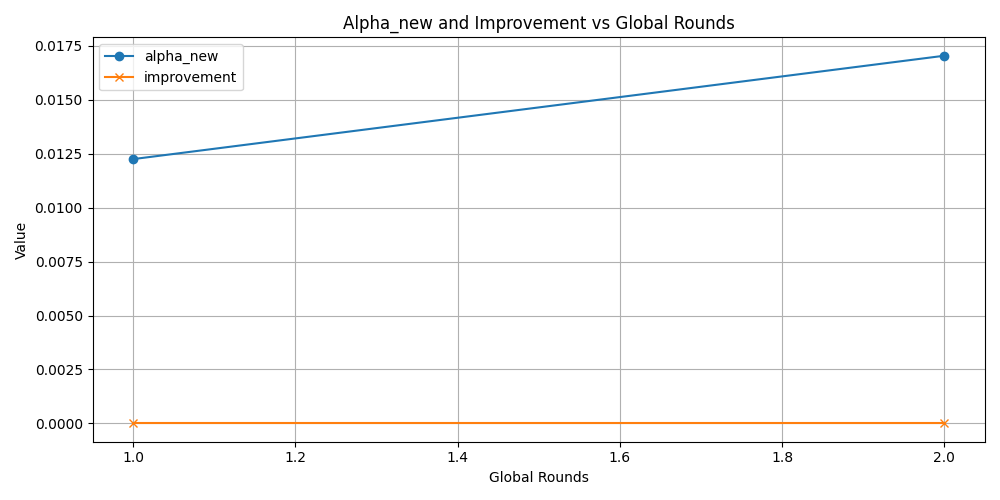 Alpha_new and Improvement vs Global Rounds
alpha_new
improvement
0.0175
0.0150
0.0125
0.0100
0.0075
0.0050
0.0025
0.0000
Value
1.0 1.2 1.4 1.6 1.8 2.0
Global Rounds